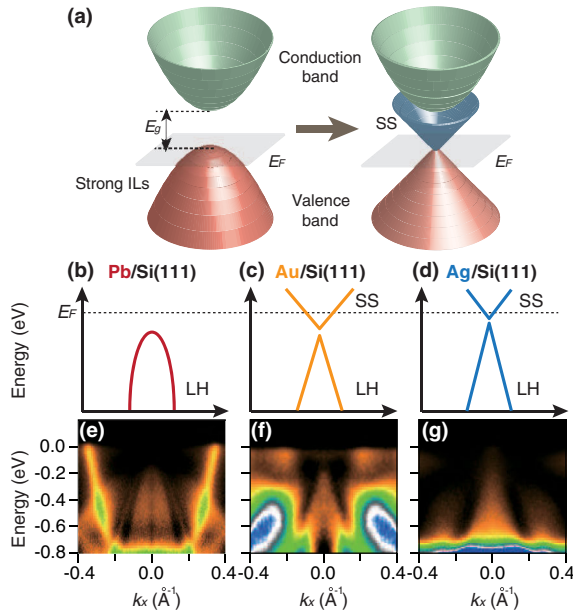 (a)
Conduction
band
Eg
SS
EF
EF
Strong ILs
Valence
band
(b) Pb/Si(111) (c) Au/Si(111) (d) Ag/Si(111)
EF
SS
SS
Energy (eV)
LH
LH
LH
(e) (f) (g)
Energy (eV)
0.0
-0.2
-0.4
-0.6
-0.8
-0.4 0.0 0.4 -0.4 0.0 0.4 -0.4 0.0 0.4
kx (Å-1) kx (Å-1) kx (Å-1)